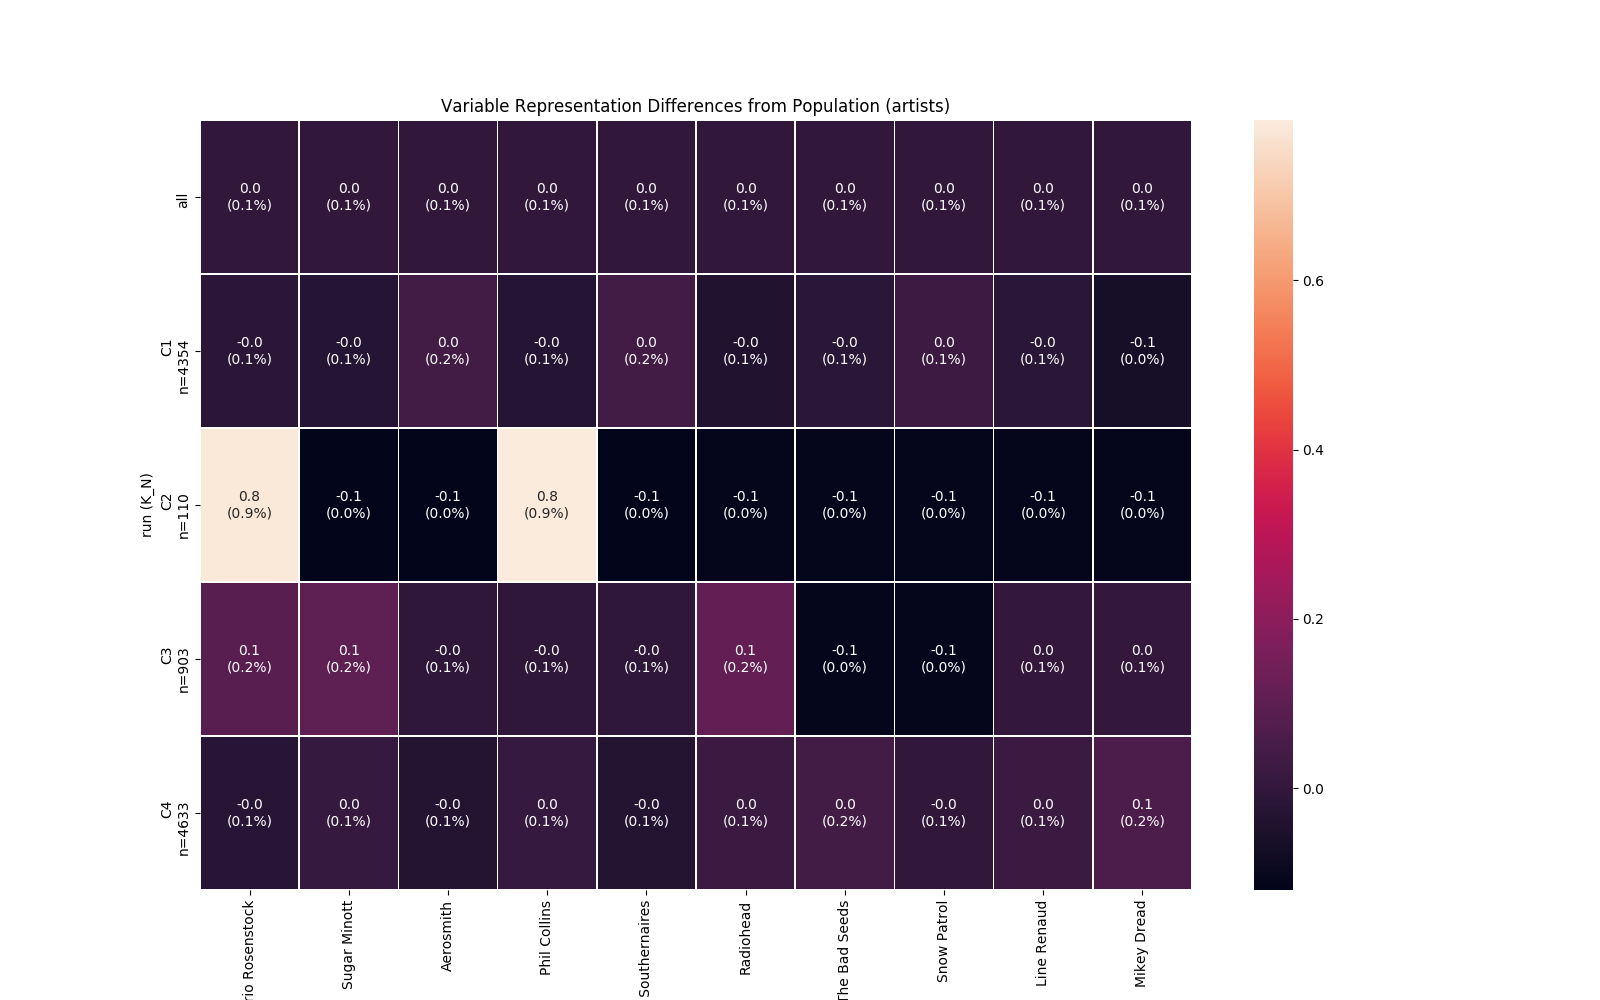 Variable Representation Differences from Population (artists)
run (K_N)
all
0.0 0.0 0.0 0.0 0.0 0.0 0.0 0.0 0.0 0.0
(0.1%) (0.1%) (0.1%) (0.1%) (0.1%) (0.1%) (0.1%) (0.1%) (0.1%) (0.1%)
C1
n=4354
-0.0 -0.0 0.0 -0.0 0.0 -0.0 -0.0 0.0 -0.0 -0.1
(0.1%) (0.1%) (0.2%) (0.1%) (0.2%) (0.1%) (0.1%) (0.1%) (0.1%) (0.0%)
C2
n=110
0.8 -0.1 -0.1 0.8 -0.1 -0.1 -0.1 -0.1 -0.1 -0.1
(0.9%) (0.0%) (0.0%) (0.9%) (0.0%) (0.0%) (0.0%) (0.0%) (0.0%) (0.0%)
C3
n=903
0.1 0.1 -0.0 -0.0 -0.0 0.1 -0.1 -0.1 0.0 0.0
(0.2%) (0.2%) (0.1%) (0.1%) (0.1%) (0.2%) (0.0%) (0.0%) (0.1%) (0.1%)
C4
n=4633
-0.0 0.0 -0.0 0.0 -0.0 0.0 0.0 -0.0 0.0 0.1
(0.1%) (0.1%) (0.1%) (0.1%) (0.1%) (0.1%) (0.2%) (0.1%) (0.1%) (0.2%)
rio Rosenstock
Sugar Minott
Aerosmith
Phil Collins
Southernaires
Radiohead
The Bad Seeds
Snow Patrol
Line Renaud
Mikey Dread
0.6
0.4
0.2
0.0